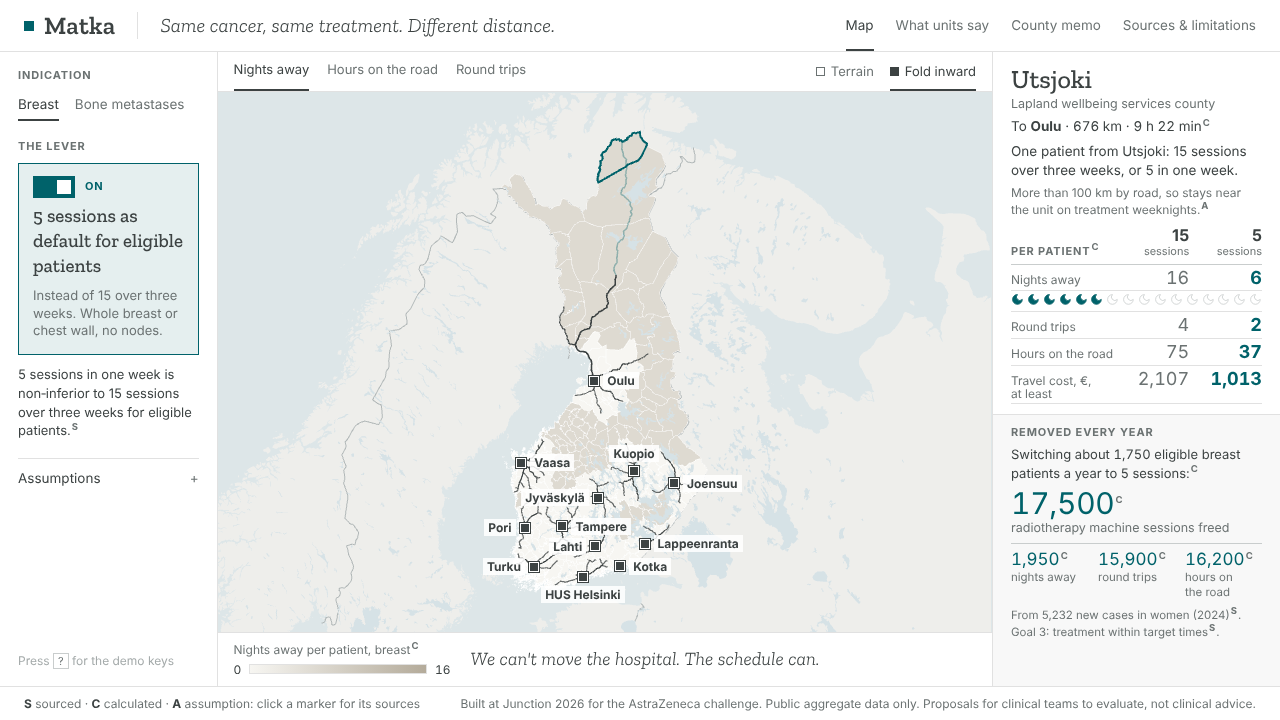 Matka
Same cancer, same treatment. Different distance.
Map
What units say
County memo
Sources & limitations
INDICATION
Breast
Bone metastases
THE LEVER
ON
5 sessions as
default for eligible
patients
Instead of 15 over three
weeks. Whole breast or
chest wall, no nodes.
5 sessions in one week is
non-inferior to 15 sessions
over three weeks for eligible
patients.S
Assumptions +
Press ? for the demo keys
Nights away
Hours on the road
Round trips
Terrain
Fold inward
Oulu
Vaasa
Kuopio
Joensuu
Jyväskylä
Pori
Tampere
Lahti
Lappeenranta
Turku
Kotka
HUS Helsinki
Nights away per patient, breastC
0
16
We can't move the hospital. The schedule can.
Utsjoki
Lapland wellbeing services county
To Oulu · 676 km · 9 h 22 minC
One patient from Utsjoki: 15 sessions
over three weeks, or 5 in one week.
More than 100 km by road, so stays near
the unit on treatment weeknights.A
15 5
PER PATIENTC sessions sessions
Nights away 16 6
Round trips 4 2
Hours on the road 75 37
Travel cost, €, 2,107 1,013
at least
REMOVED EVERY YEAR
Switching about 1,750 eligible breast
patients a year to 5 sessions:C
17,500C
radiotherapy machine sessions freed
1,950C 15,900C 16,200C
nights away round trips hours on
the road
From 5,232 new cases in women (2024)S.
Goal 3: treatment within target timesS.
S sourced · C calculated · A assumption: click a marker for its sources
Built at Junction 2026 for the AstraZeneca challenge. Public aggregate data only. Proposals for clinical teams to evaluate, not clinical advice.